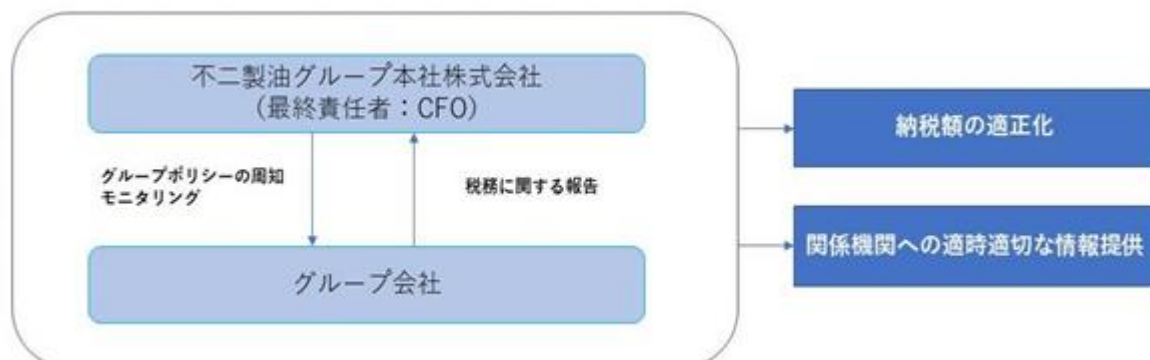 不二製油グループ本社株式会社
（最終責任者：CFO）
グループポリシーの周知
モニタリング
税務に関する報告
グループ会社
納税額の適正化
関係機関への適時適切な情報提供